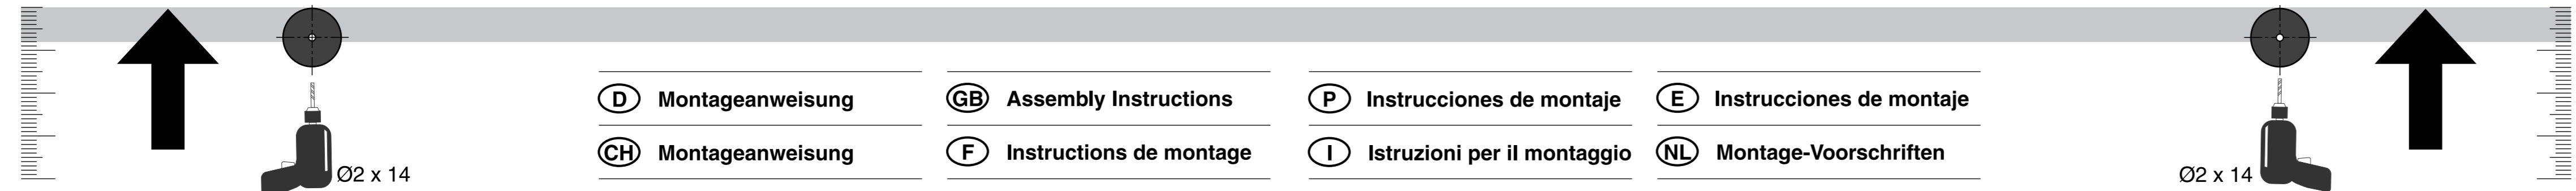 D Montageanweisung
GB Assembly Instructions
P Instrucciones de montaje
E Instrucciones de montaje
CH Montageanweisung
F Instructions de montage
I Istruzioni per il montaggio
NL Montage-Voorschriften
Ø2 x 14
Ø2 x 14